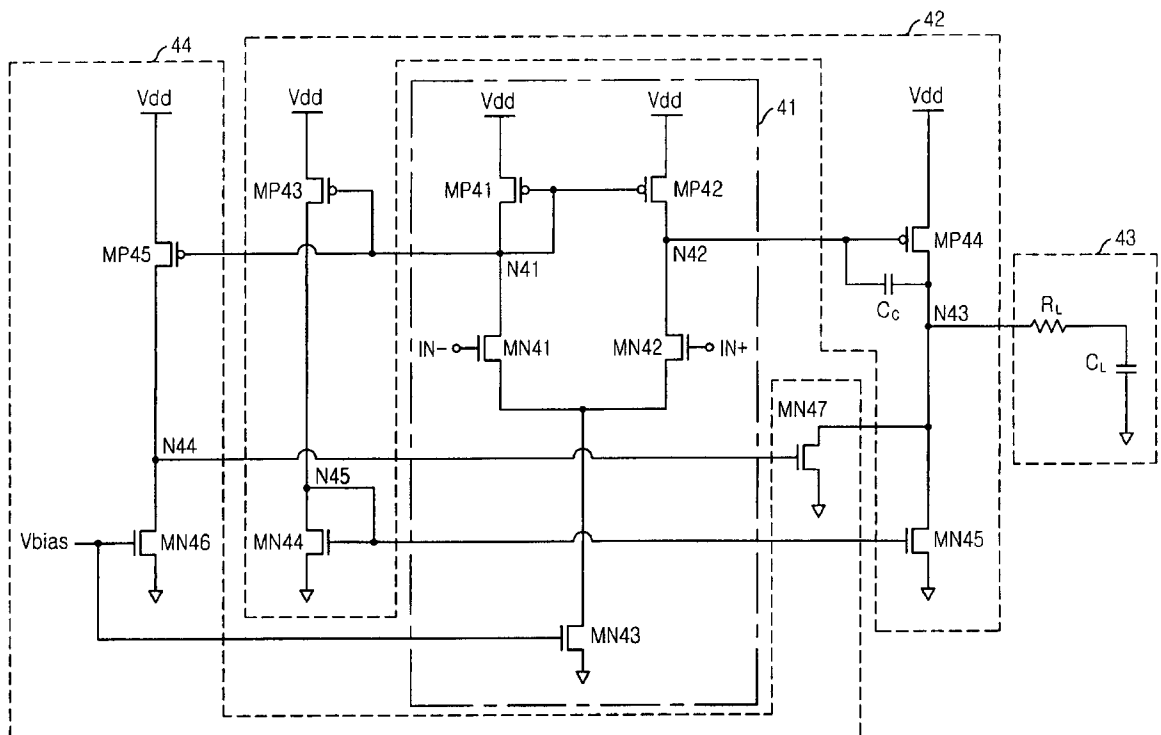 44
42
Vdd
Vdd
Vdd
Vdd
Vdd
41
MP43
MP41
MP42
MP45
MP44
43
N41
N42
CC
N43
RL
IN−
MN41
MN42
IN+
CL
MN47
N44
N45
Vbias
MN46
MN44
MN45
MN43